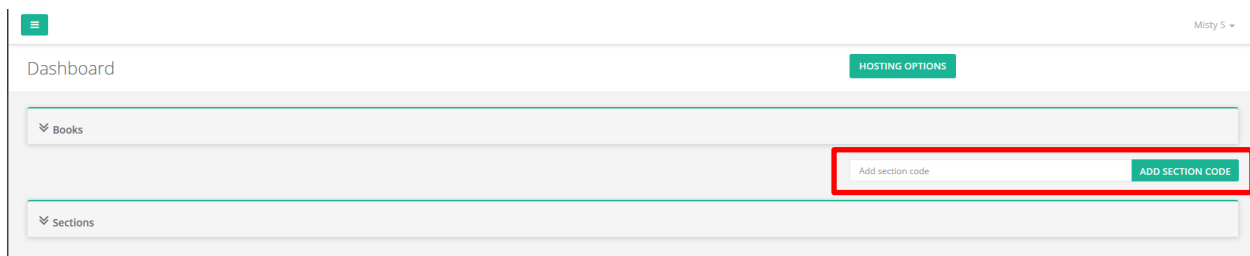 Misty S
Dashboard
HOSTING OPTIONS
Books
Add section code
ADD SECTION CODE
Sections